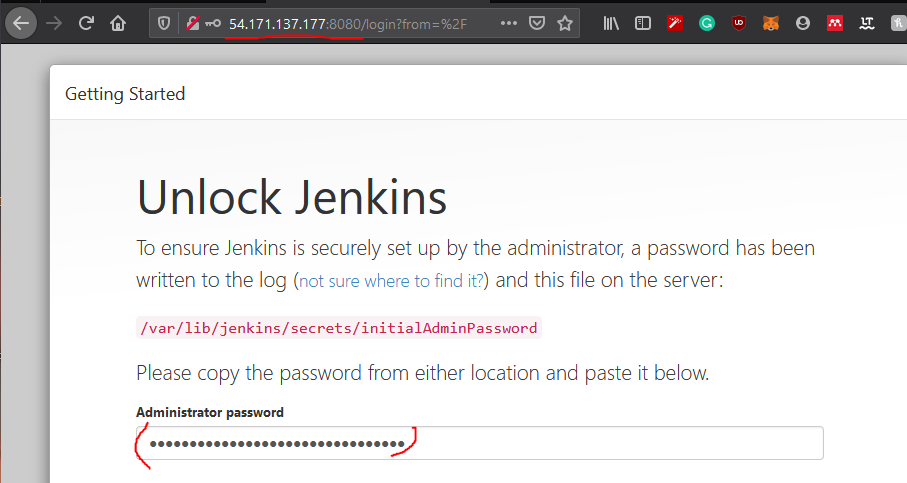 54.171.137.177:8080/login?from=%2F
Getting Started
Unlock Jenkins
To ensure Jenkins is securely set up by the administrator, a password has been
written to the log (not sure where to find it?) and this file on the server:
/var/lib/jenkins/secrets/initialAdminPassword
Please copy the password from either location and paste it below.
Administrator password
••••••••••••••••••••••••••••••••